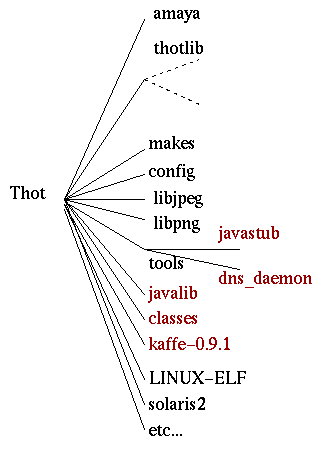 amaya
thotlib
makes
config
Thot
libjpeg
libpng
javastub
tools
dns_daemon
javalib
classes
kaffe-0.9.1
LINUX-ELF
solaris2
etc...